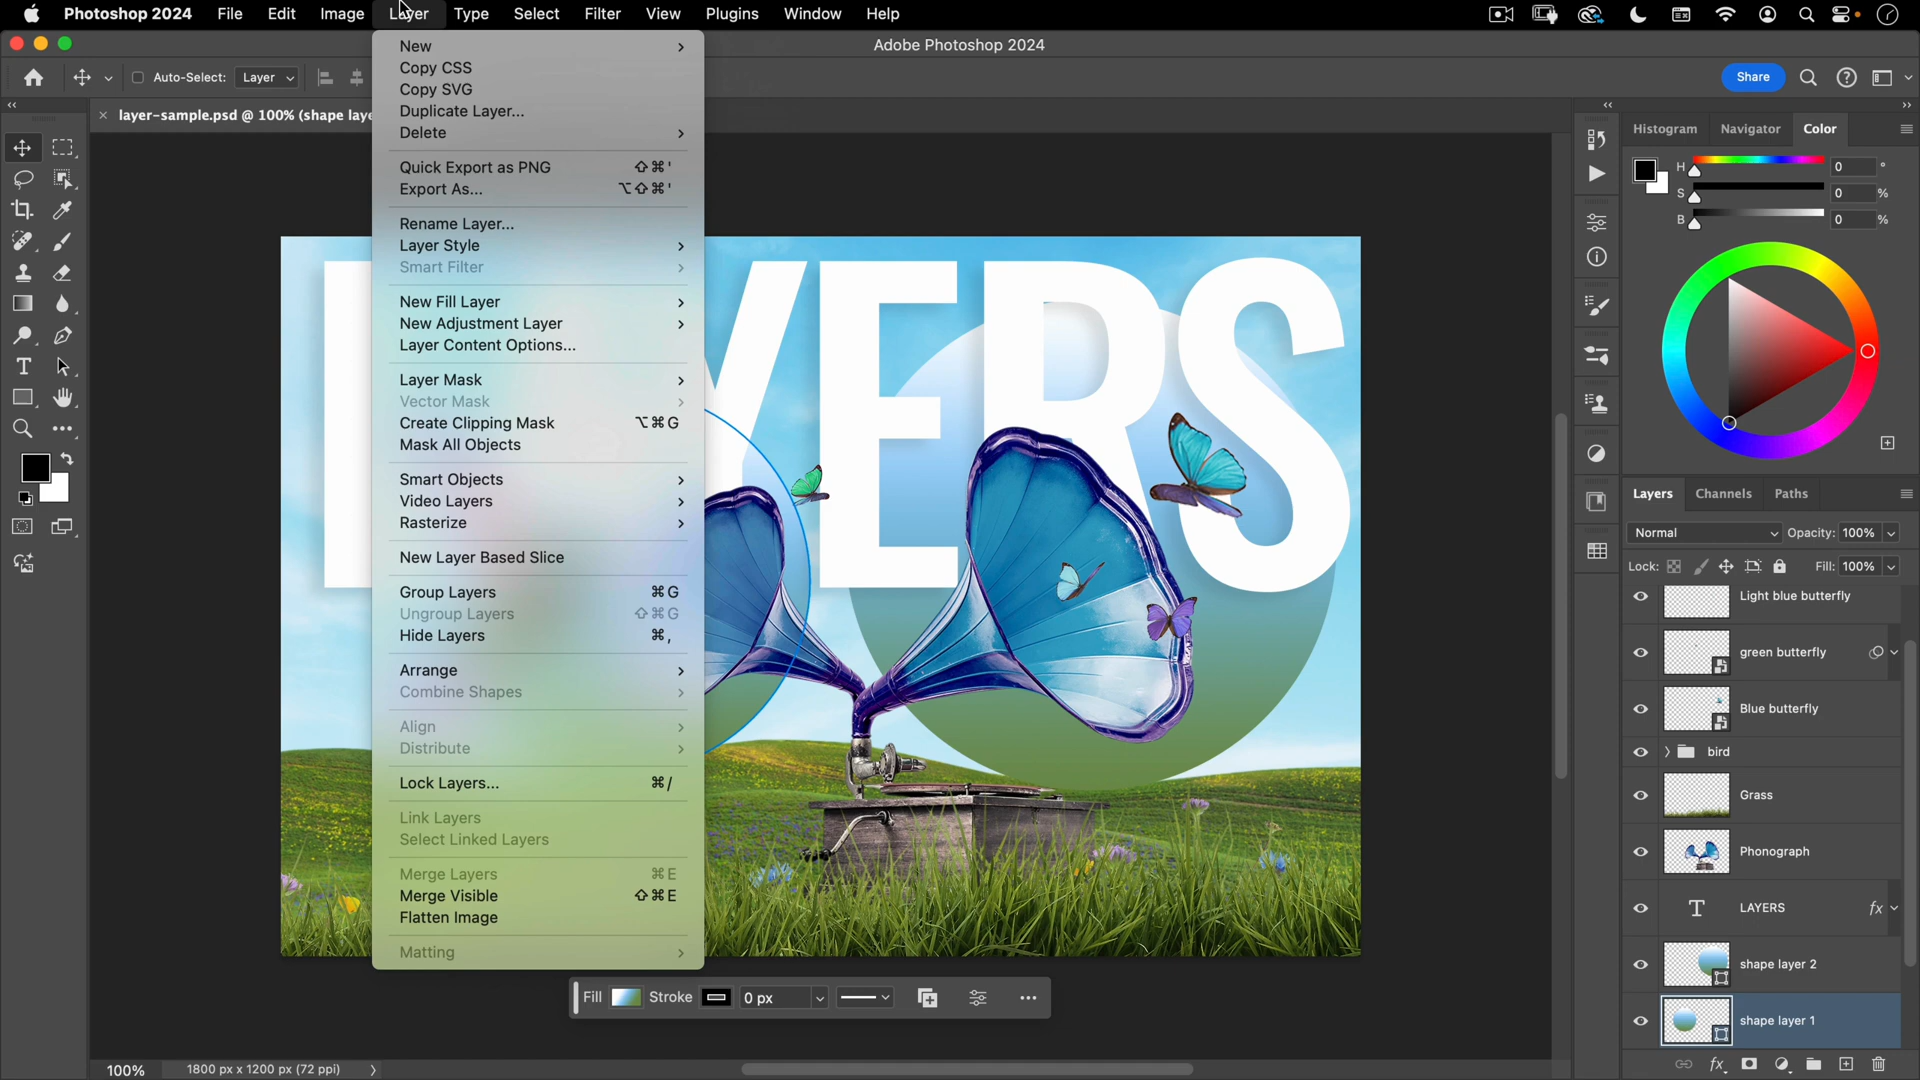 Photoshop 2024 File Edit Image Layer Type Select Filter View Plugins Window Help
Adobe Photoshop 2024
Auto-Select: Layer
Share
layer-sample.psd @ 100% (shape laye
New
Copy CSS
Copy SVG
Duplicate Layer...
Delete
Quick Export as PNG ⇧⌘'
Export As... ⌥⇧⌘'
Rename Layer...
Layer Style
Smart Filter
New Fill Layer
New Adjustment Layer
Layer Content Options...
Layer Mask
Vector Mask
Create Clipping Mask ⌥⌘G
Mask All Objects
Smart Objects
Video Layers
Rasterize
New Layer Based Slice
Group Layers ⌘G
Ungroup Layers ⇧⌘G
Hide Layers ⌘,
Arrange
Combine Shapes
Align
Distribute
Lock Layers... ⌘/
Link Layers
Select Linked Layers
Merge Layers ⌘E
Merge Visible ⇧⌘E
Flatten Image
Matting
YERS
Fill Stroke 0 px
100% 1800 px x 1200 px (72 ppi)
Histogram Navigator Color
H 0 °
S 0 %
B 0 %
Layers Channels Paths
Normal Opacity: 100%
Lock: Fill: 100%
Light blue butterfly
green butterfly
Blue butterfly
bird
Grass
Phonograph
T LAYERS fx
shape layer 2
shape layer 1
fx